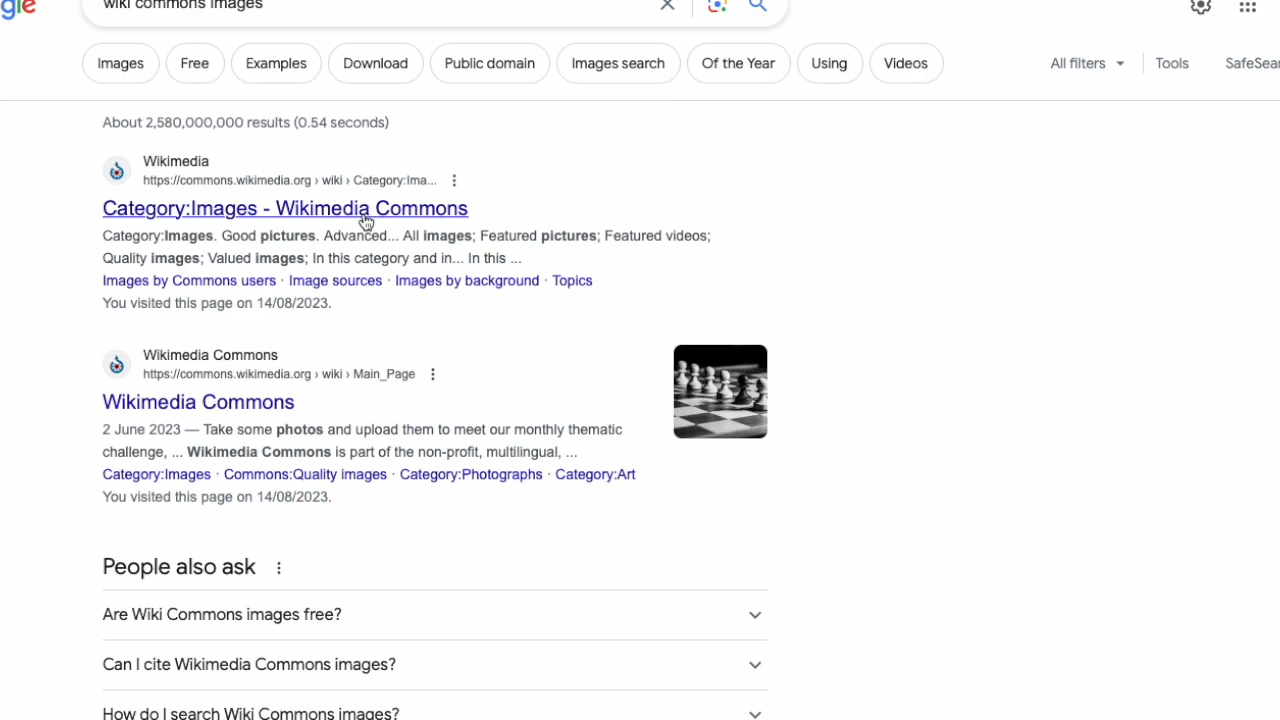 gle
wiki commons images
Images
Free
Examples
Download
Public domain
Images search
Of the Year
Using
Videos
All filters
Tools
SafeSear
About 2,580,000,000 results (0.54 seconds)
Wikimedia
https://commons.wikimedia.org › wiki › Category:Ima...
Category:Images - Wikimedia Commons
Category:Images. Good pictures. Advanced... All images; Featured pictures; Featured videos;
Quality images; Valued images; In this category and in... In this ...
Images by Commons users · Image sources · Images by background · Topics
You visited this page on 14/08/2023.
Wikimedia Commons
https://commons.wikimedia.org › wiki › Main_Page
Wikimedia Commons
2 June 2023 — Take some photos and upload them to meet our monthly thematic
challenge, ... Wikimedia Commons is part of the non-profit, multilingual, ...
Category:Images · Commons:Quality images · Category:Photographs · Category:Art
You visited this page on 14/08/2023.
People also ask
Are Wiki Commons images free?
Can I cite Wikimedia Commons images?
How do I search Wiki Commons images?